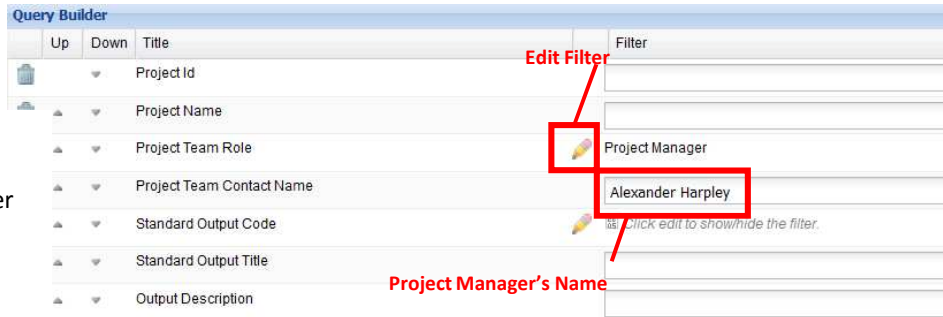 Query Builder
Up Down Title Filter
Edit Filter
Project Id
Project Name
Project Team Role Project Manager
er
Project Team Contact Name Alexander Harpley
Standard Output Code Click edit to show/hide the filter.
Standard Output Title
Project Manager's Name
Output Description